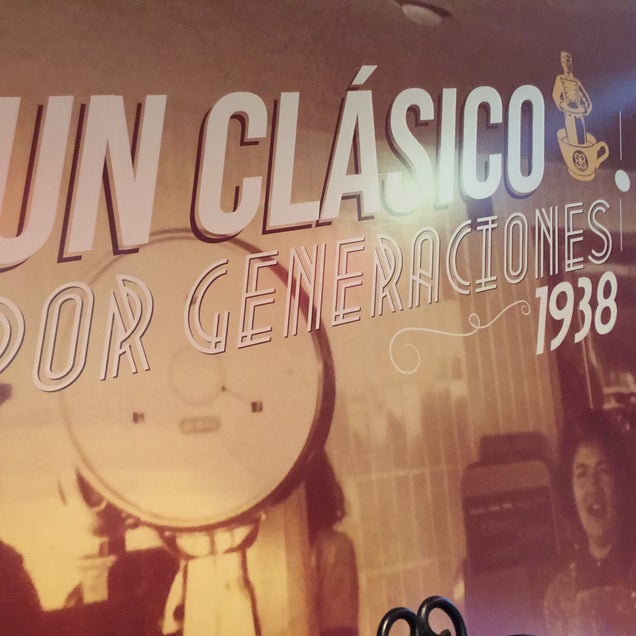 UN CLÁSICO
POR GENERACIONES
1938